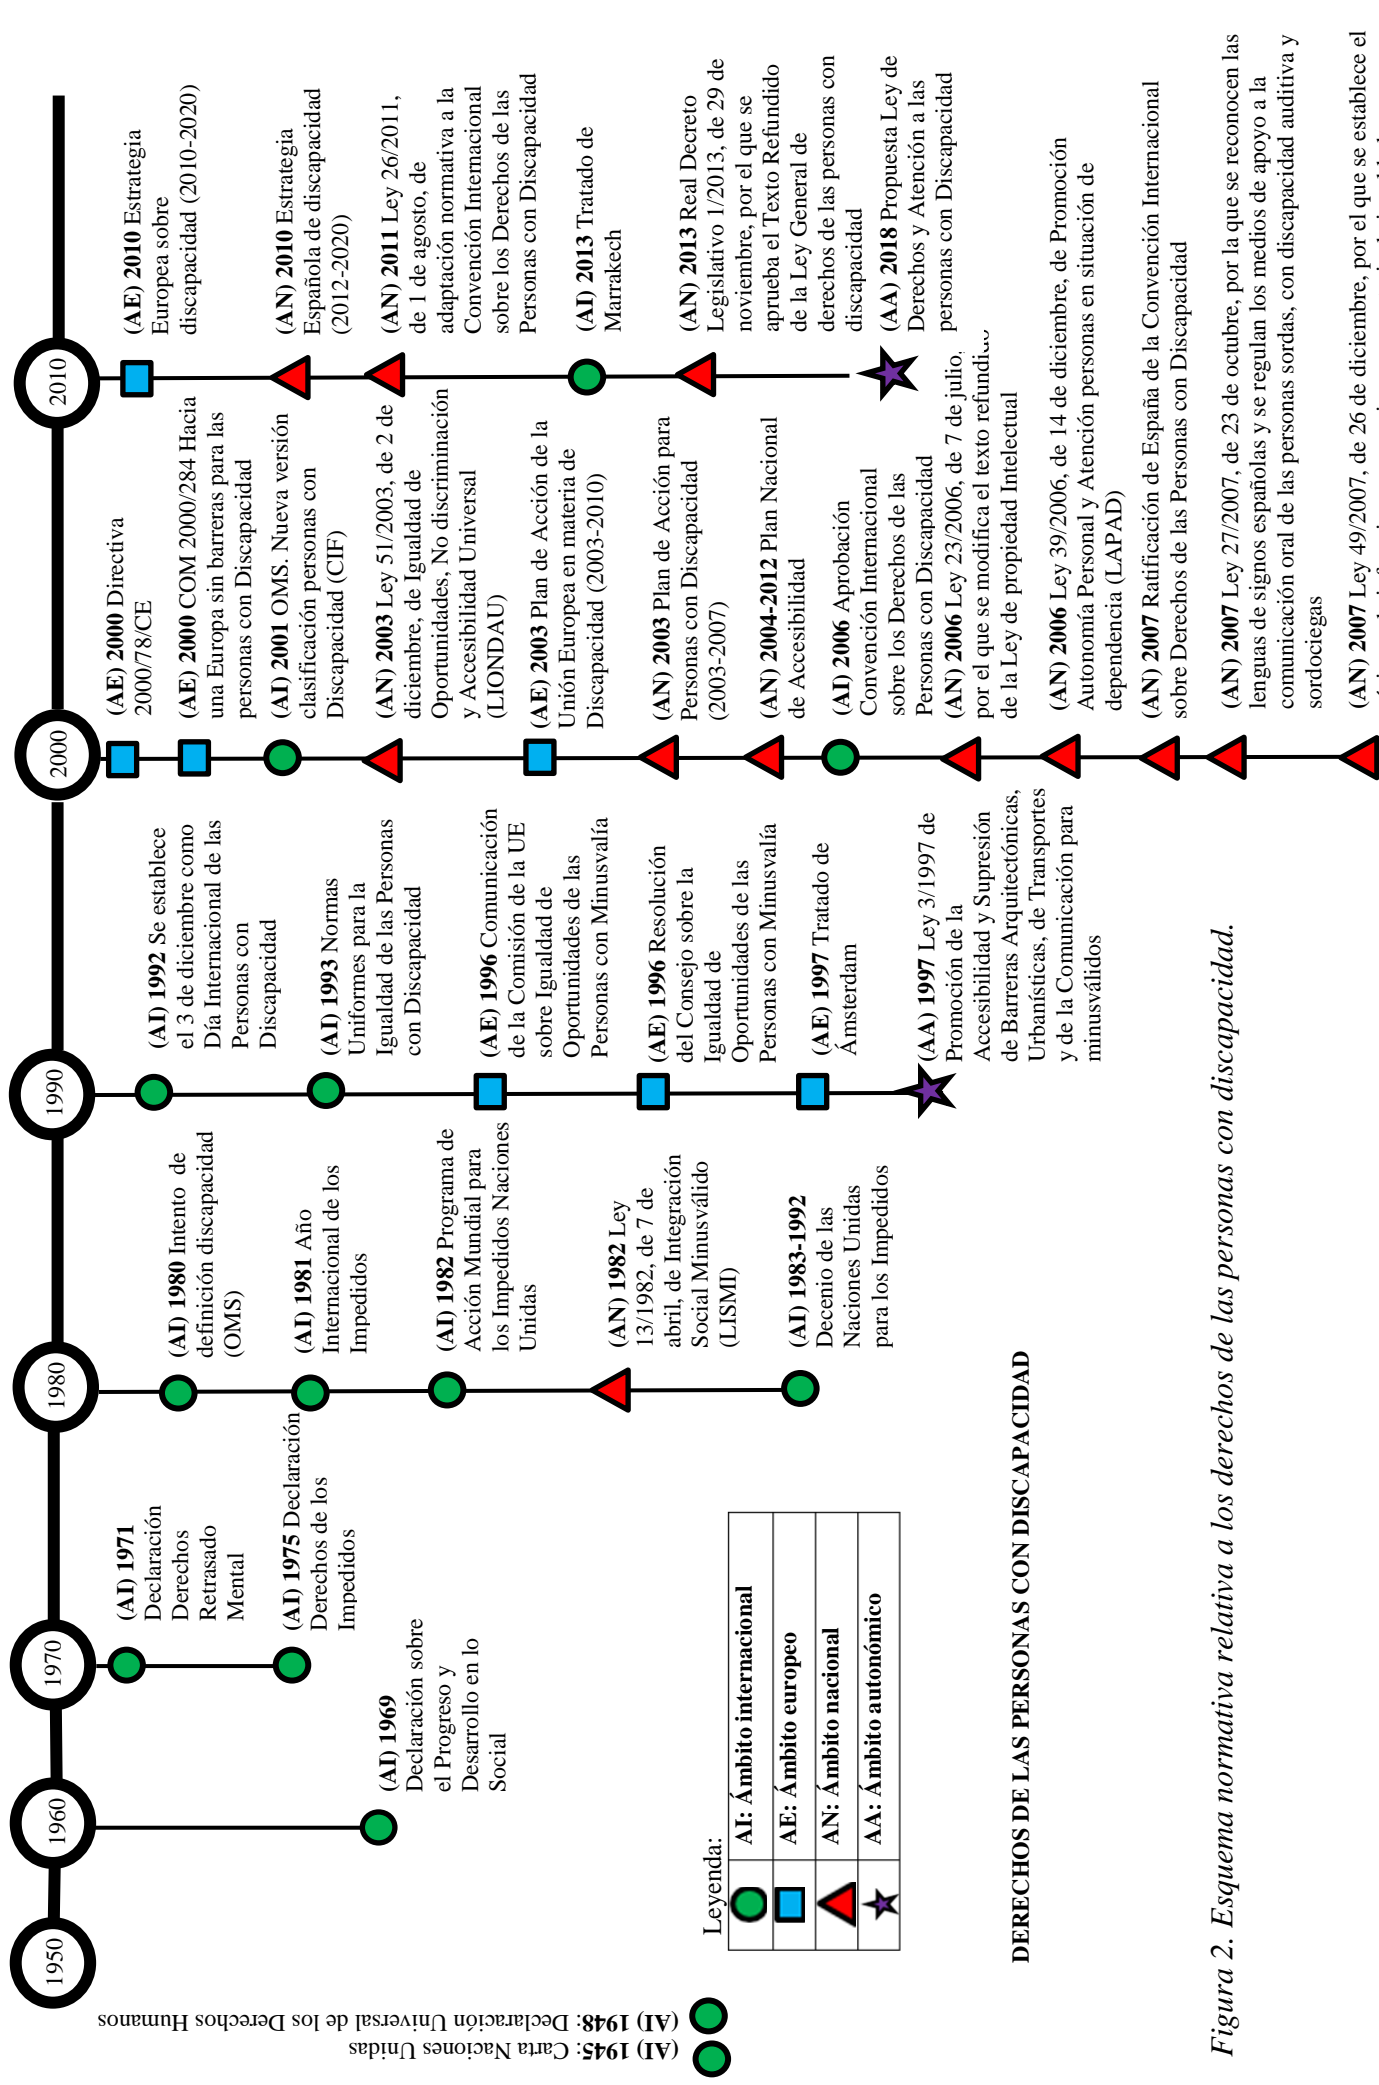 (AI) 1945: Carta Naciones Unidas
(AI) 1948: Declaración Universal de los Derechos Humanos
1950
1960
1970
1980
1990
2000
2010
(AI) 1969
Declaración sobre
el Progreso y
Desarrollo en lo
Social
(AI) 1971
Declaración
Derechos
Retrasado
Mental
(AI) 1975 Declaración
Derechos de los
Impedidos
(AI) 1980 Intento de
definición discapacidad
(OMS)
(AI) 1981 Año
Internacional de los
Impedidos
(AI) 1982 Programa de
Acción Mundial para
los Impedidos Naciones
Unidas
(AN) 1982 Ley
13/1982, de 7 de
abril, de Integración
Social Minusválido
(LISMI)
(AI) 1983-1992
Decenio de las
Naciones Unidas
para los Impedidos
(AI) 1992 Se establece
el 3 de diciembre como
Día Internacional de las
Personas con
Discapacidad
(AI) 1993 Normas
Uniformes para la
Igualdad de las Personas
con Discapacidad
(AE) 1996 Comunicación
de la Comisión de la UE
sobre Igualdad de
Oportunidades de las
Personas con Minusvalía
(AE) 1996 Resolución
del Consejo sobre la
Igualdad de
Oportunidades de las
Personas con Minusvalía
(AE) 1997 Tratado de
Ámsterdam
(AA) 1997 Ley 3/1997 de
Promoción de la
Accesibilidad y Supresión
de Barreras Arquitectónicas,
Urbanísticas, de Transportes
y de la Comunicación para
minusválidos
(AE) 2000 Directiva
2000/78/CE
(AE) 2000 COM 2000/284 Hacia
una Europa sin barreras para las
personas con Discapacidad
(AI) 2001 OMS. Nueva versión
clasificación personas con
Discapacidad (CIF)
(AN) 2003 Ley 51/2003, de 2 de
diciembre, de Igualdad de
Oportunidades, No discriminación
y Accesibilidad Universal
(LIONDAU)
(AE) 2003 Plan de Acción de la
Unión Europea en materia de
Discapacidad (2003-2010)
(AN) 2003 Plan de Acción para
Personas con Discapacidad
(2003-2007)
(AN) 2004-2012 Plan Nacional
de Accesibilidad
(AI) 2006 Aprobación
Convención Internacional
sobre los Derechos de las
Personas con Discapacidad
(AN) 2006 Ley 23/2006, de 7 de julio,
por el que se modifica el texto refundido
de la Ley de propiedad Intelectual
(AN) 2006 Ley 39/2006, de 14 de diciembre, de Promoción
Autonomía Personal y Atención personas en situación de
dependencia (LAPAD)
(AN) 2007 Ratificación de España de la Convención Internacional
sobre Derechos de las Personas con Discapacidad
(AN) 2007 Ley 27/2007, de 23 de octubre, por la que se reconocen las
lenguas de signos españolas y se regulan los medios de apoyo a la
comunicación oral de las personas sordas, con discapacidad auditiva y
sordociegas
(AN) 2007 Ley 49/2007, de 26 de diciembre, por el que se establece el
(AE) 2010 Estrategia
Europea sobre
discapacidad (2010-2020)
(AN) 2010 Estrategia
Española de discapacidad
(2012-2020)
(AN) 2011 Ley 26/2011,
de 1 de agosto, de
adaptación normativa a la
Convención Internacional
sobre los Derechos de las
Personas con Discapacidad
(AI) 2013 Tratado de
Marrakech
(AN) 2013 Real Decreto
Legislativo 1/2013, de 29 de
noviembre, por el que se
aprueba el Texto Refundido
de la Ley General de
derechos de las personas con
discapacidad
(AA) 2018 Propuesta Ley de
Derechos y Atención a las
personas con Discapacidad
Leyenda:
AI: Ámbito internacional
AE: Ámbito europeo
AN: Ámbito nacional
AA: Ámbito autonómico
DERECHOS DE LAS PERSONAS CON DISCAPACIDAD
Figura 2. Esquema normativa relativa a los derechos de las personas con discapacidad.